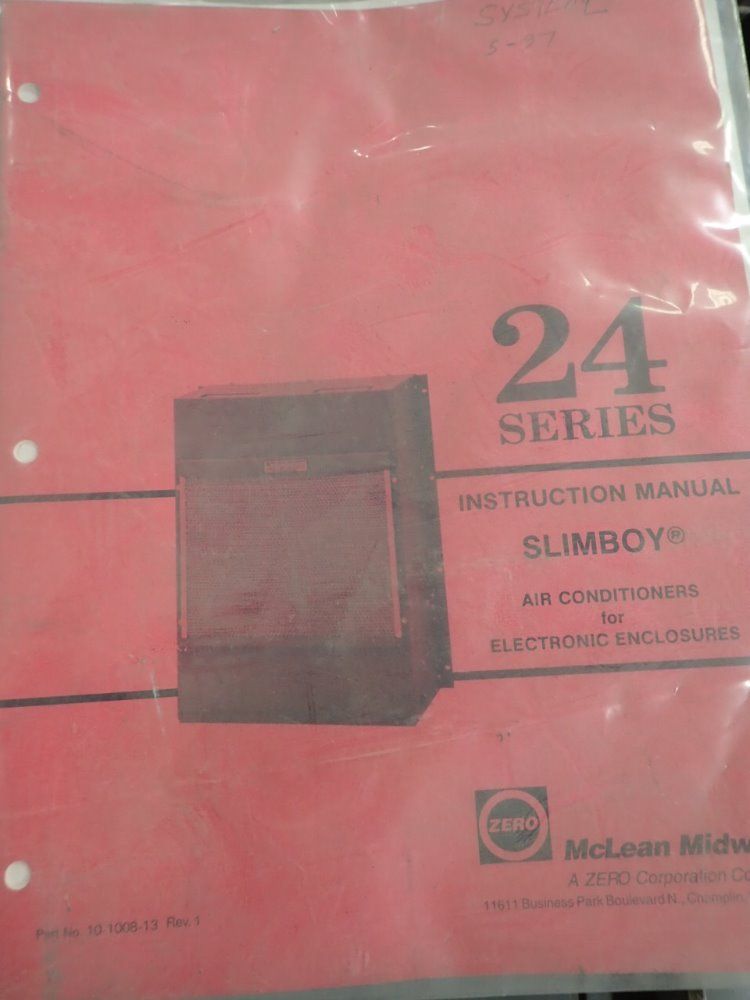 SYSTEM
5-97
24
SERIES
INSTRUCTION MANUAL
SLIMBOY®
AIR CONDITIONERS
for
ELECTRONIC ENCLOSURES
ZERO
McLean Midw
A ZERO Corporation Co
11611 Business Park Boulevard N., Champlin,
Part No. 10-1008-13 Rev. 1